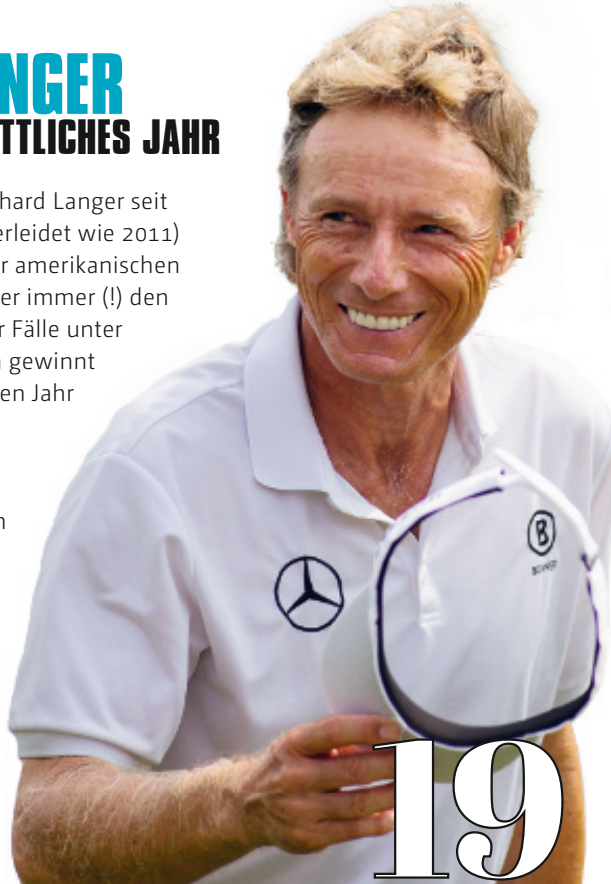 NGER
TTLICHES JAHR
hard Langer seit
erleidet wie 2011)
r amerikanischen
er immer (!) den
r Fälle unter
gewinnt
en Jahr
B
19